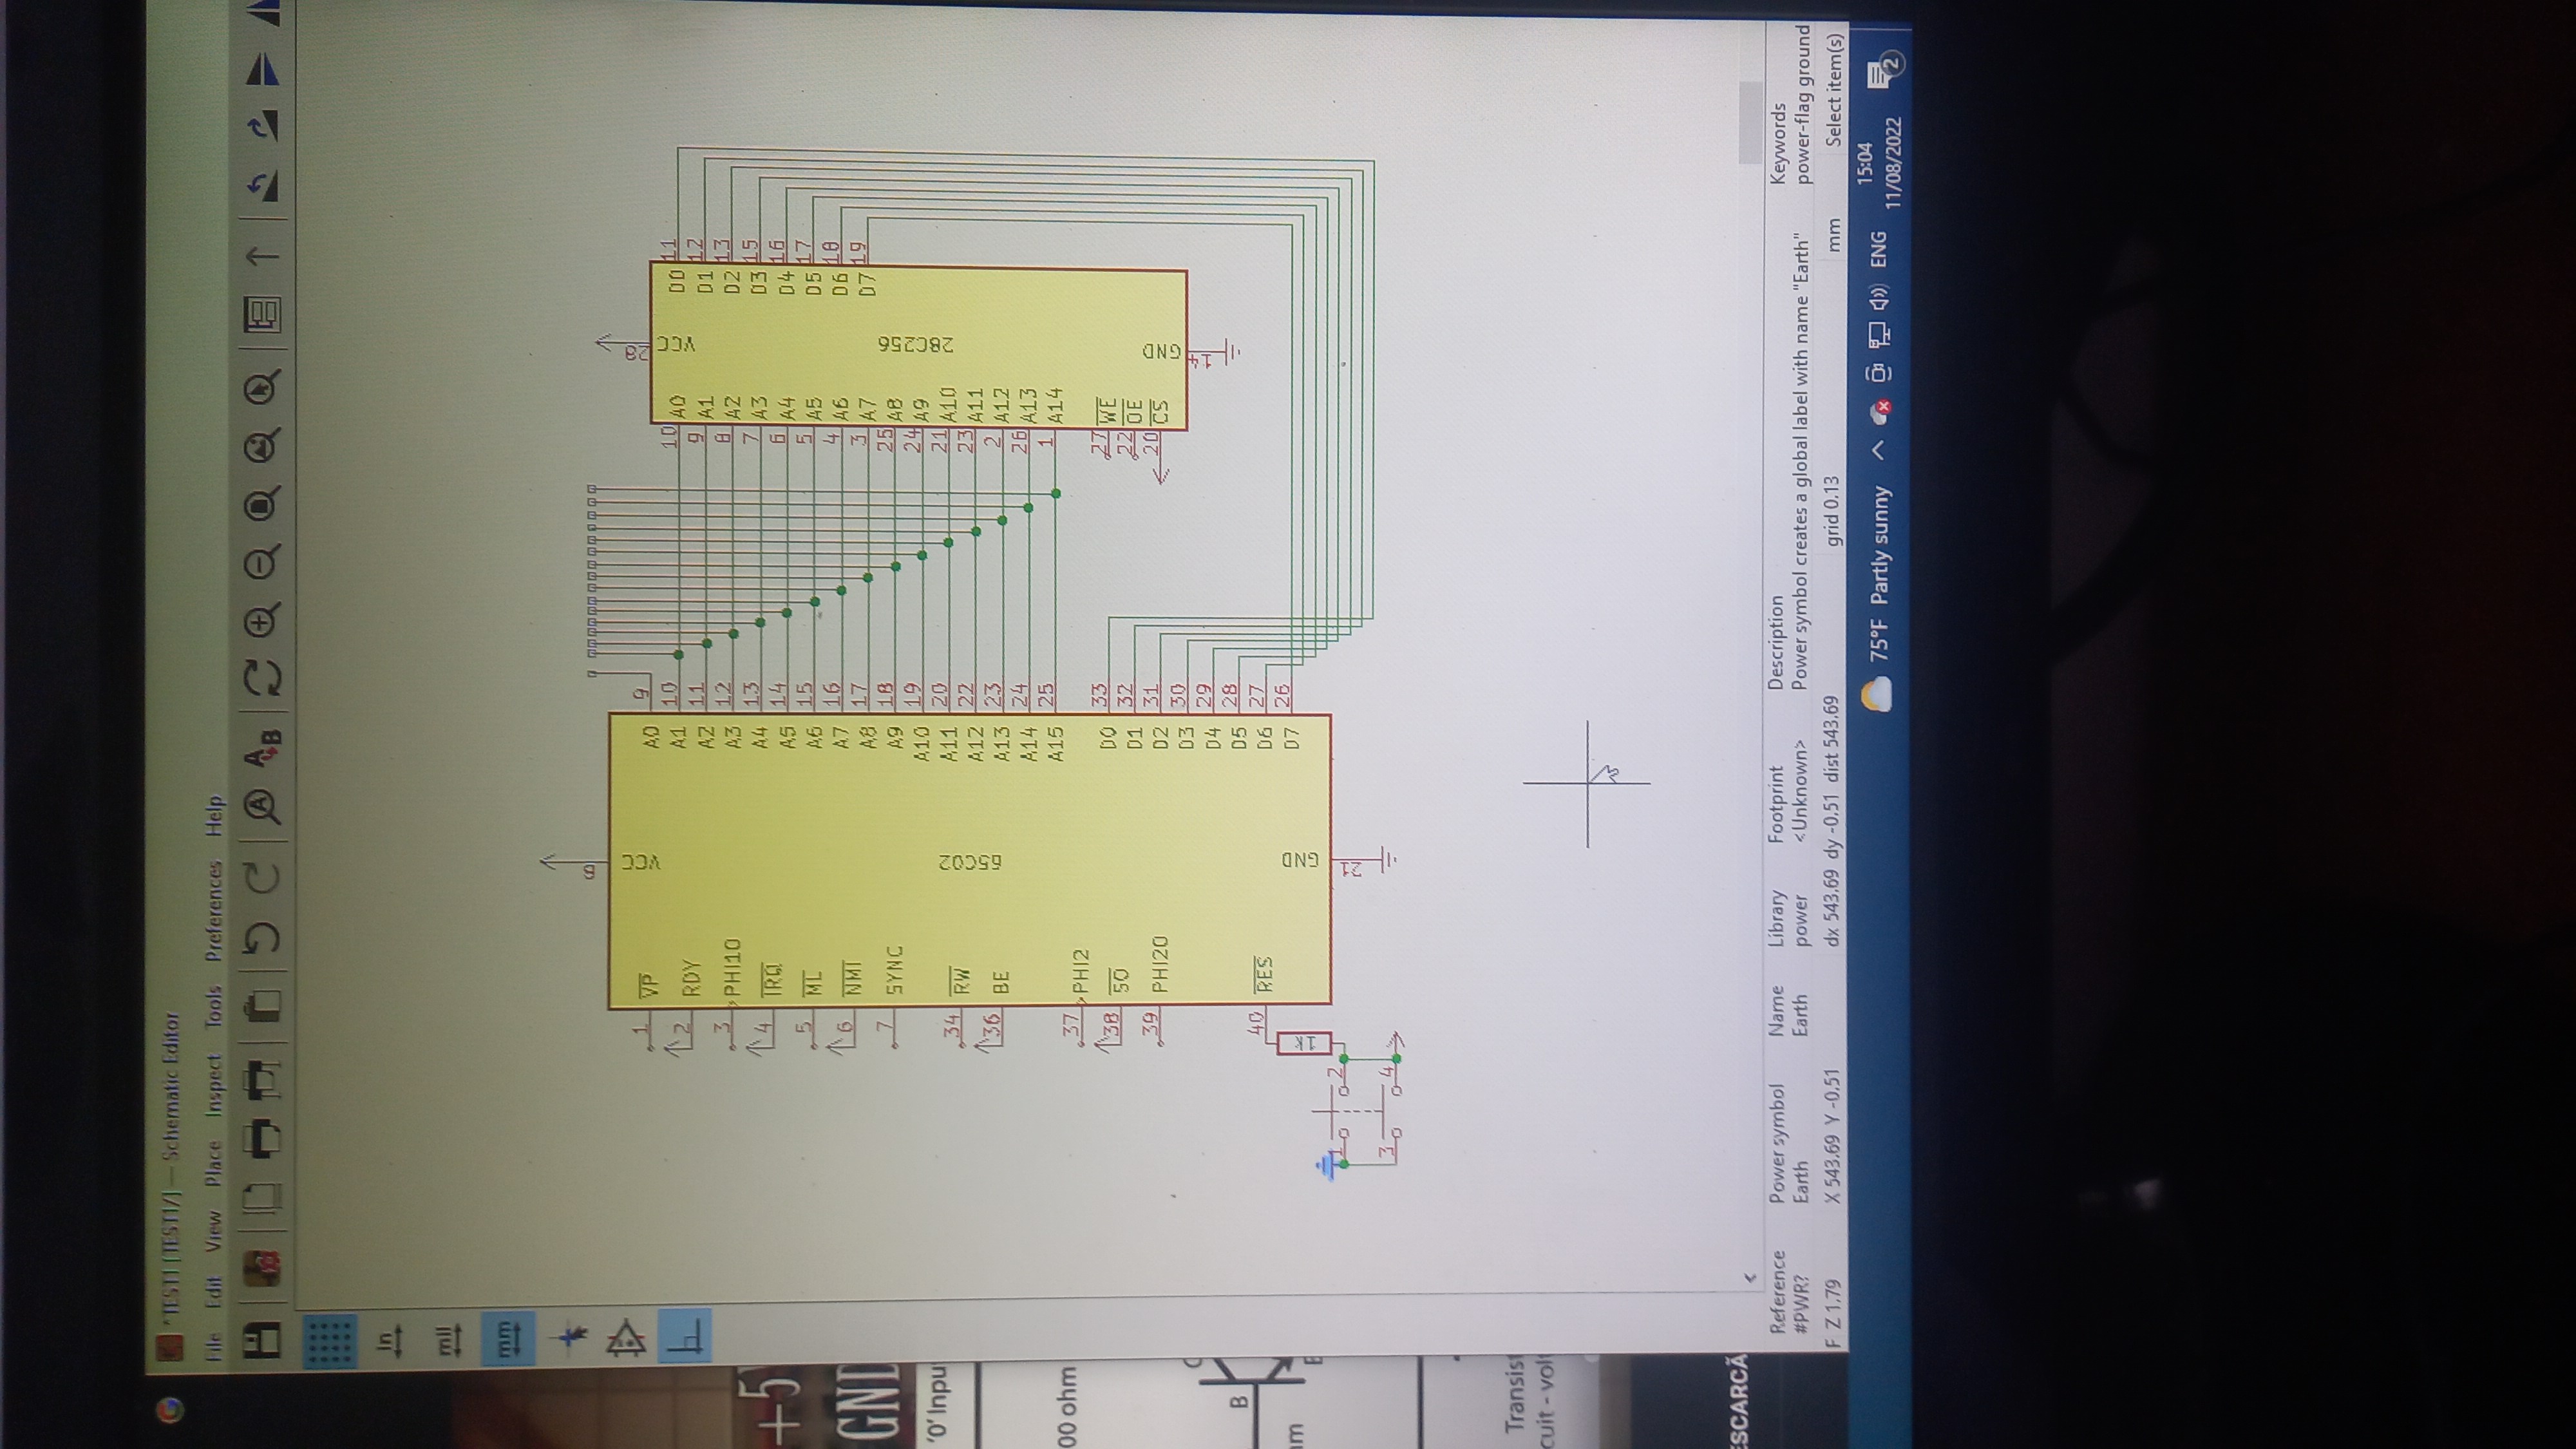 *TEST1 [TEST1/] — Schematic Editor
File Edit View Place Inspect Tools Preferences Help
A
A
B
in
mil
mm
+5
GND
'0' Inpu
00 ohm
B
Transist
cuit - volt
ESCARCĂ
8
VCC
1 VP
2 RDY
3 PHI10
4 IRQ
5 ML
6 NMI
7 SYNC
34 RW
36 BE
37 PHI2
38 SO
39 PHI20
40 RES
65C02
GND
21
1k
1 2
3 4
A0 9
A1 10
A2 11
A3 12
A4 13
A5 14
A6 15
A7 16
A8 17
A9 18
A10 19
A11 20
A12 22
A13 23
A14 24
A15 25
D0 33
D1 32
D2 31
D3 30
D4 29
D5 28
D6 27
D7 26
28
VCC
10 A0
9 A1
8 A2
7 A3
6 A4
5 A5
4 A6
3 A7
25 A8
24 A9
21 A10
23 A11
2 A12
26 A13
1 A14
27 WE
22 OE
20 CS
28C256
GND
14
D0 11
D1 12
D2 13
D3 15
D4 16
D5 17
D6 18
D7 19
Reference Power symbol Name Library Footprint Description Keywords
#PWR? Earth Earth power <Unknown> Power symbol creates a global label with name "Earth" power-flag ground
F Z 1.79 X 543.69 Y -0.51 dx 543.69 dy -0.51 dist 543.69 grid 0.13 mm Select item(s)
75°F Partly sunny ENG 15:04
11/08/2022
2